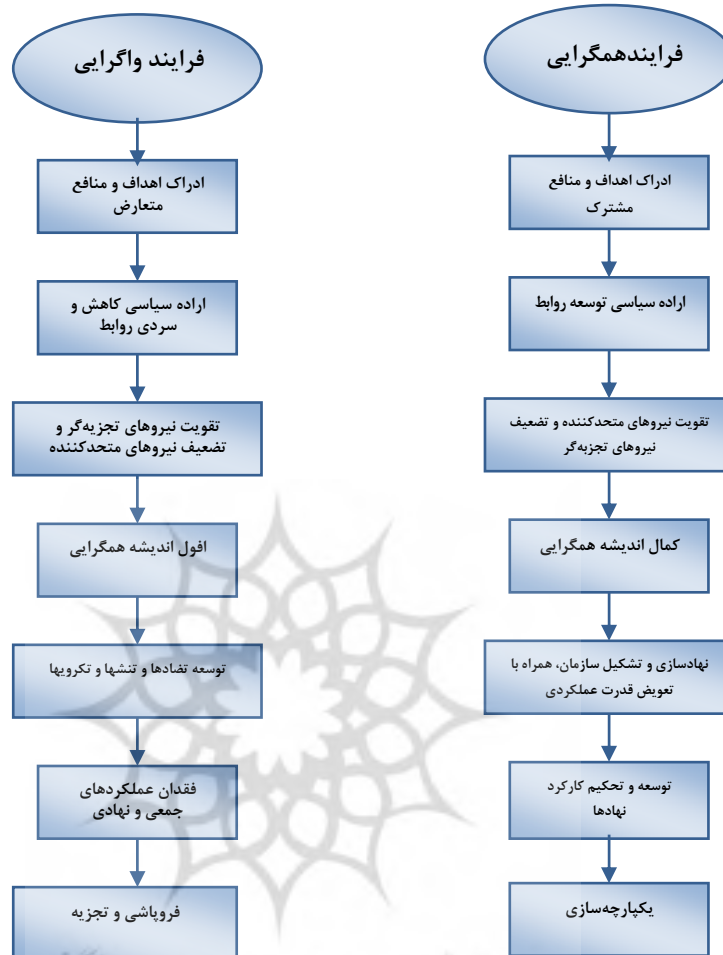 فرایندهمگرایی
ادراک اهداف و منافع
مشترک
اراده سیاسی توسعه روابط
تقویت نیروهای متحدکننده و تضعیف
نیروهای تجزیه‌گر
کمال اندیشه همگرایی
نهادسازی و تشکیل سازمان، همراه با
تعویض قدرت عملکردی
توسعه و تحکیم کارکرد
نهادها
یکپارچه‌سازی
فرایند واگرایی
ادراک اهداف و منافع
متعارض
اراده سیاسی کاهش و
سردی روابط
تقویت نیروهای تجزیه‌گر و
تضعیف نیروهای متحدکننده
افول اندیشه همگرایی
توسعه تضادها و تنشها و تکرویها
فقدان عملکردهای
جمعی و نهادی
فروپاشی و تجزیه